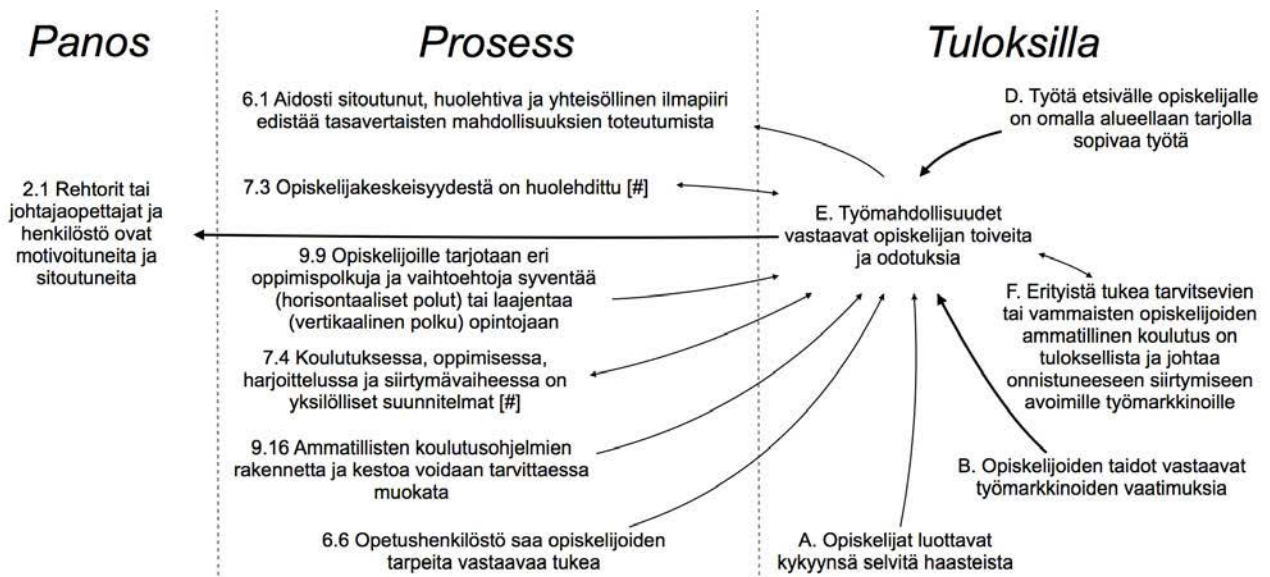 Panos
Prosess
Tuloksilla
2.1 Rehtorit tai
johtajaopettajat ja
henkilöstö ovat
motivoituneita ja
sitoutuneita
6.1 Aidosti sitoutunut, huolehtiva ja yhteisöllinen ilmapiiri
edistää tasavertaisten mahdollisuuksien toteutumista
7.3 Opiskelijakeskeisyydestä on huolehdittu [#]
9.9 Opiskelijoille tarjotaan eri
oppimispolkuja ja vaihtoehtoja syventää
(horisontaaliset polut) tai laajentaa
(vertikaalinen polku) opintojaan
7.4 Koulutuksessa, oppimisessa,
harjoittelussa ja siirtymävaiheessa on
yksilölliset suunnitelmat [#]
9.16 Ammatillisten koulutusohjelmien
rakennetta ja kestoa voidaan tarvittaessa
muokata
6.6 Opetushenkilöstö saa opiskelijoiden
tarpeita vastaavaa tukea
D. Työtä etsivälle opiskelijalle
on omalla alueellaan tarjolla
sopivaa työtä
E. Työmahdollisuudet
vastaavat opiskelijan toiveita
ja odotuksia
F. Erityistä tukea tarvitsevien
tai vammaisten opiskelijoiden
ammatillinen koulutus on
tuloksellista ja johtaa
onnistuneeseen siirtymiseen
avoimille työmarkkinoille
B. Opiskelijoiden taidot vastaavat
työmarkkinoiden vaatimuksia
A. Opiskelijat luottavat
kykyynsä selvitä haasteista